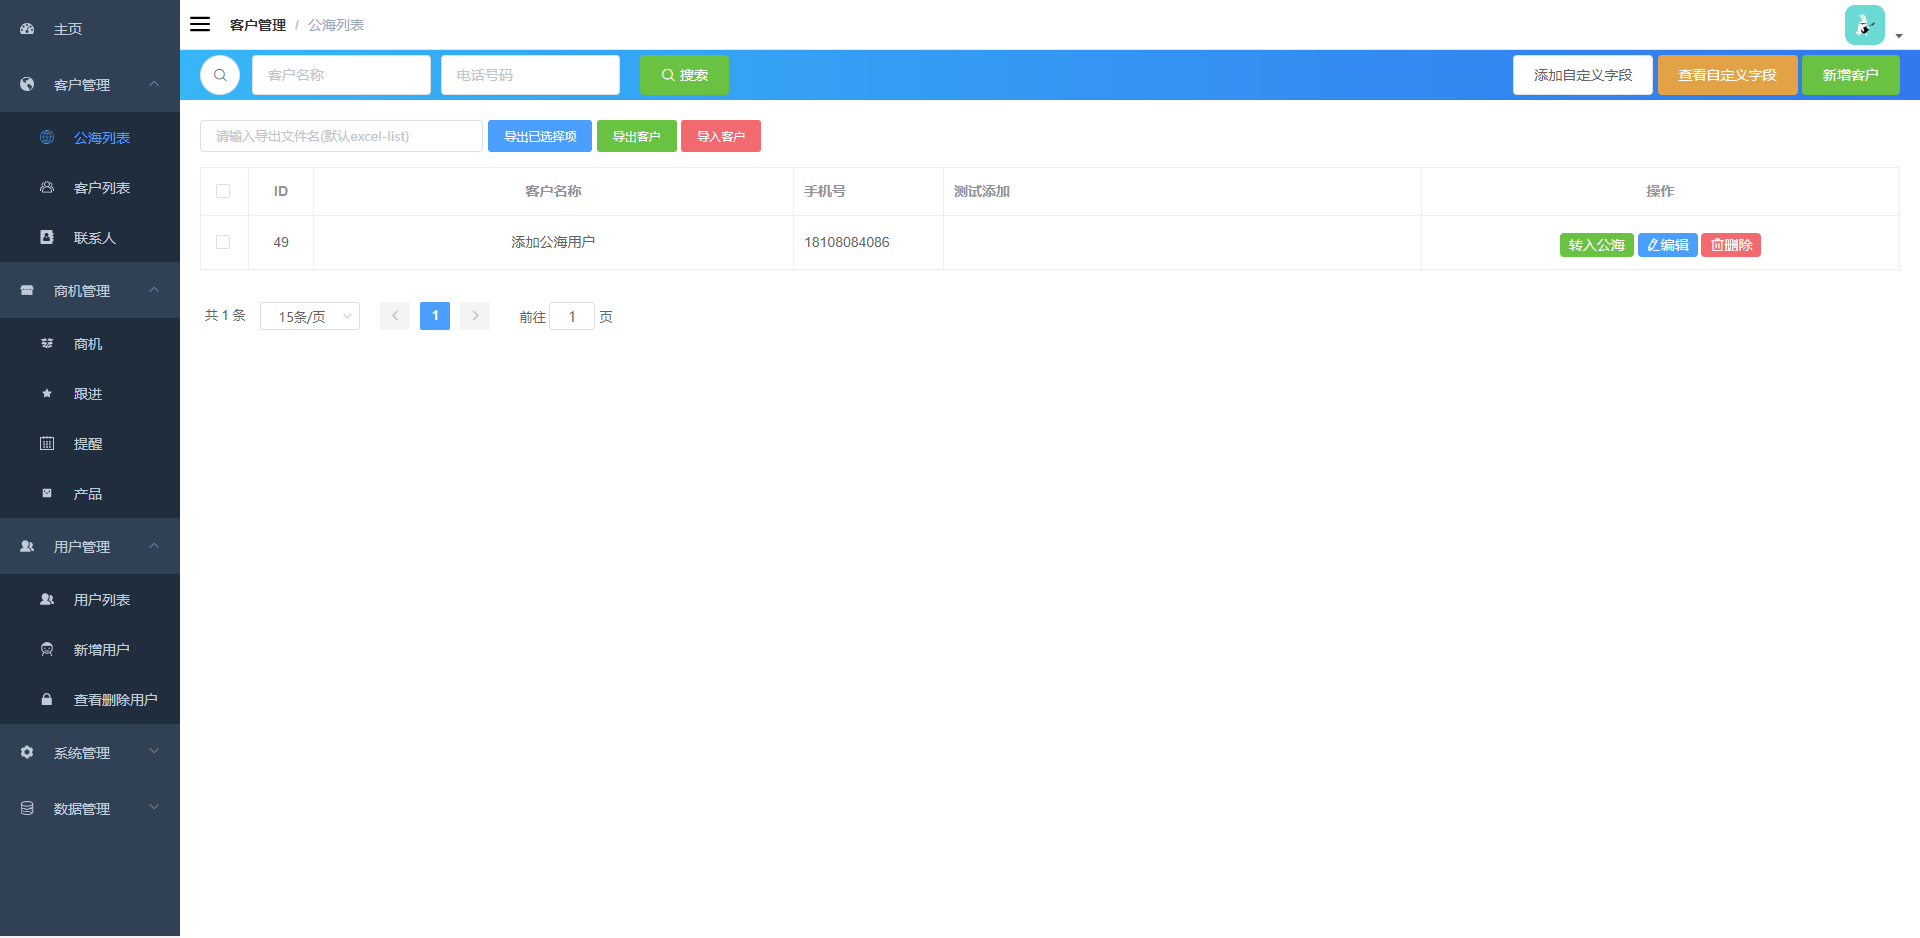 主页
客户管理
公海列表
客户列表
联系人
商机管理
商机
跟进
提醒
产品
用户管理
用户列表
新增用户
查看删除用户
系统管理
数据管理
客户管理 / 公海列表
客户名称 电话号码 搜索 添加自定义字段 查看自定义字段 新增客户
请输入导出文件名(默认excel-list) 导出已选择项 导出客户 导入客户
ID 客户名称 手机号 测试添加 操作
49 添加公海用户 18108084086 转入公海 编辑 删除
共 1 条 15条/页 1 前往 1 页